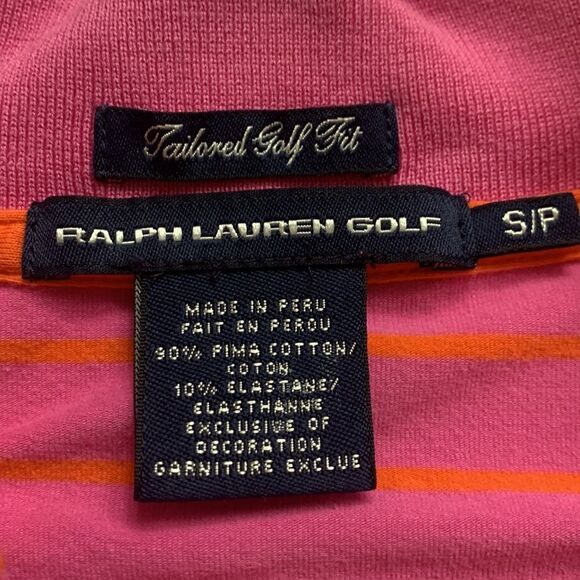 Tailored Golf Fit
RALPH LAUREN GOLF
S/P
MADE IN PERU
FAIT EN PEROU
90% PIMA COTTON/
COTON
10% ELASTANE/
ELASTHANNE
EXCLUSIVE OF
DECORATION
GARNITURE EXCLUE